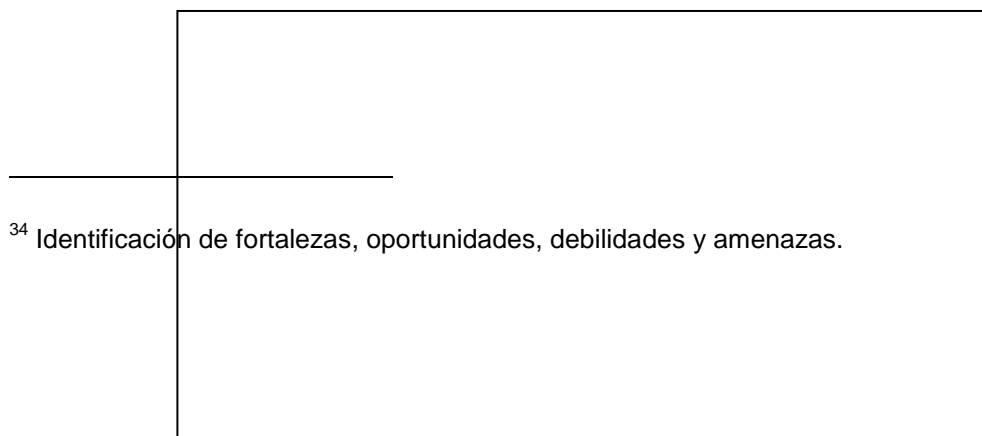 34 Identificación de fortalezas, oportunidades, debilidades y amenazas.